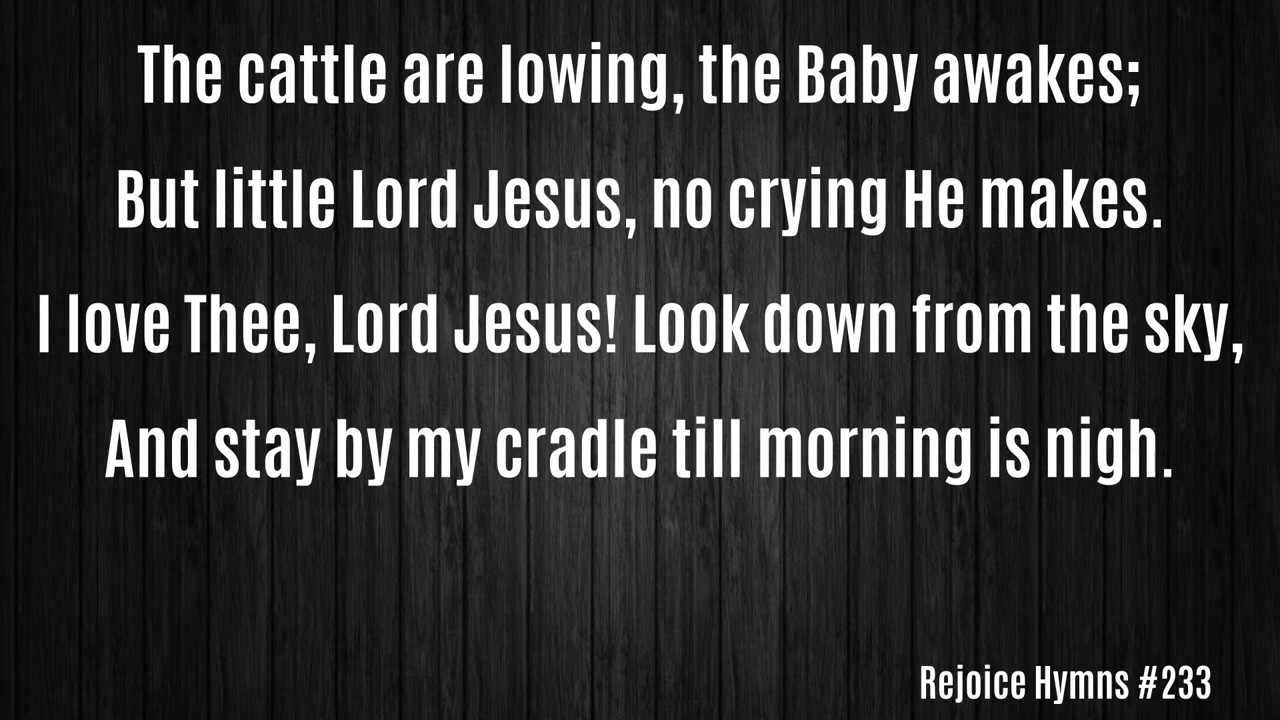 The cattle are lowing, the Baby awakes;
But little Lord Jesus, no crying He makes.
I love Thee, Lord Jesus! Look down from the sky,
And stay by my cradle till morning is nigh.
Rejoice Hymns #233